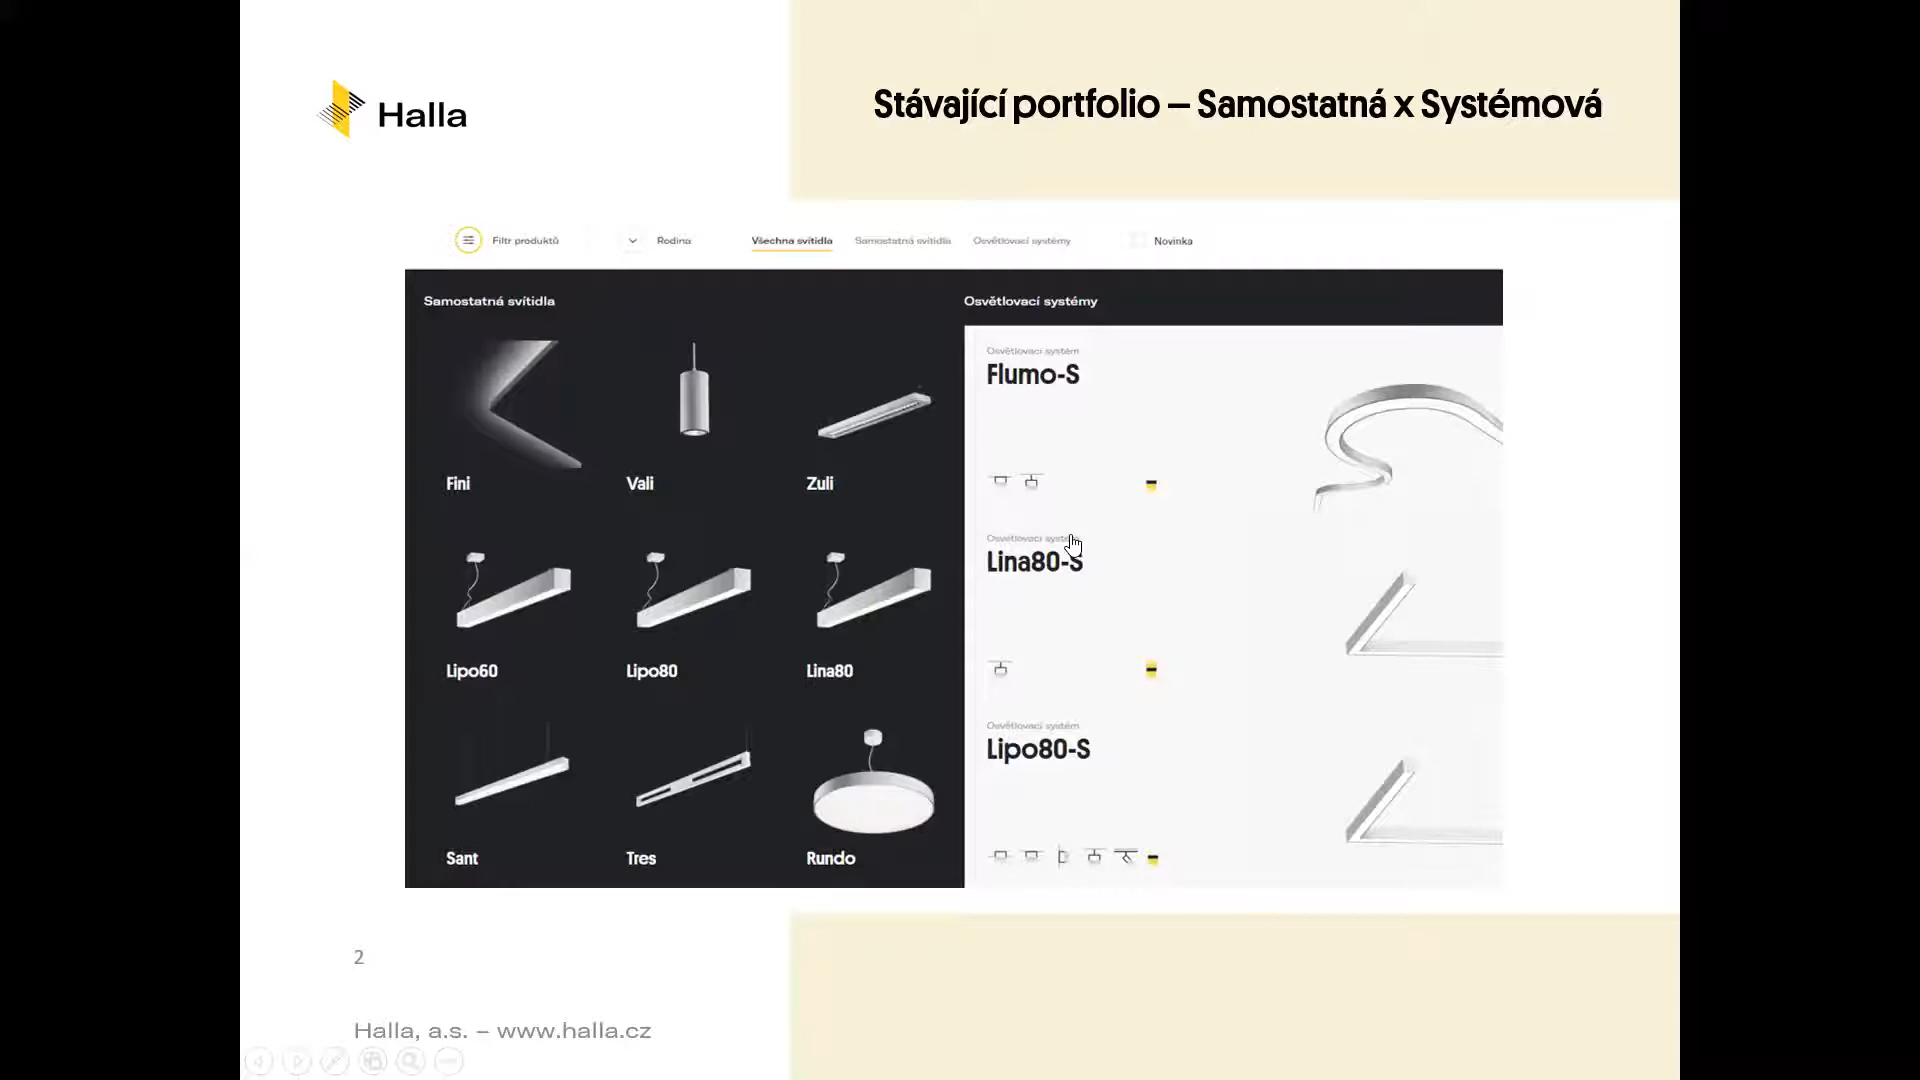 Halla
Stávající portfolio – Samostatná x Systémová
Filtr produktů
Rodina
Všechna svítidla
Samostatná svítidla
Osvětlovací systémy
Novinka
Samostatná svítidla
Osvětlovací systémy
Fini
Vali
Zuli
Lipo60
Lipo80
Lina80
Sant
Tres
Rundo
Osvětlovací systém
Flumo-S
Osvětlovací systém
Lina80-S
Osvětlovací systém
Lipo80-S
2
Halla, a.s. – www.halla.cz